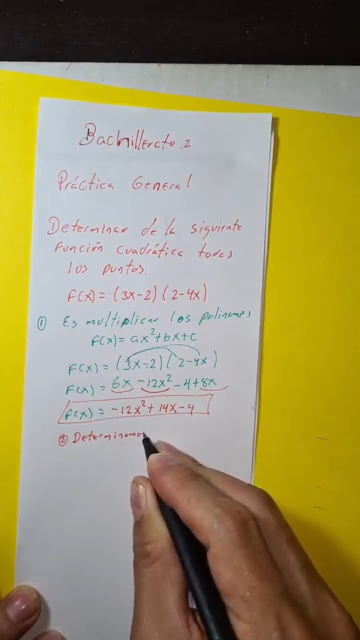 Bachillerato 2
Práctica General
Determinar de la siguiente
función cuadrática todos
los puntos.
F(x) = (3x-2)(2-4x)
① Es multiplicar los polinomios
F(x) = ax²+bx+c
F(x) = (3x-2)(2-4x)
F(x) = 6x -12x² -4+8x
F(x) = -12x²+14x-4
② Determinamos